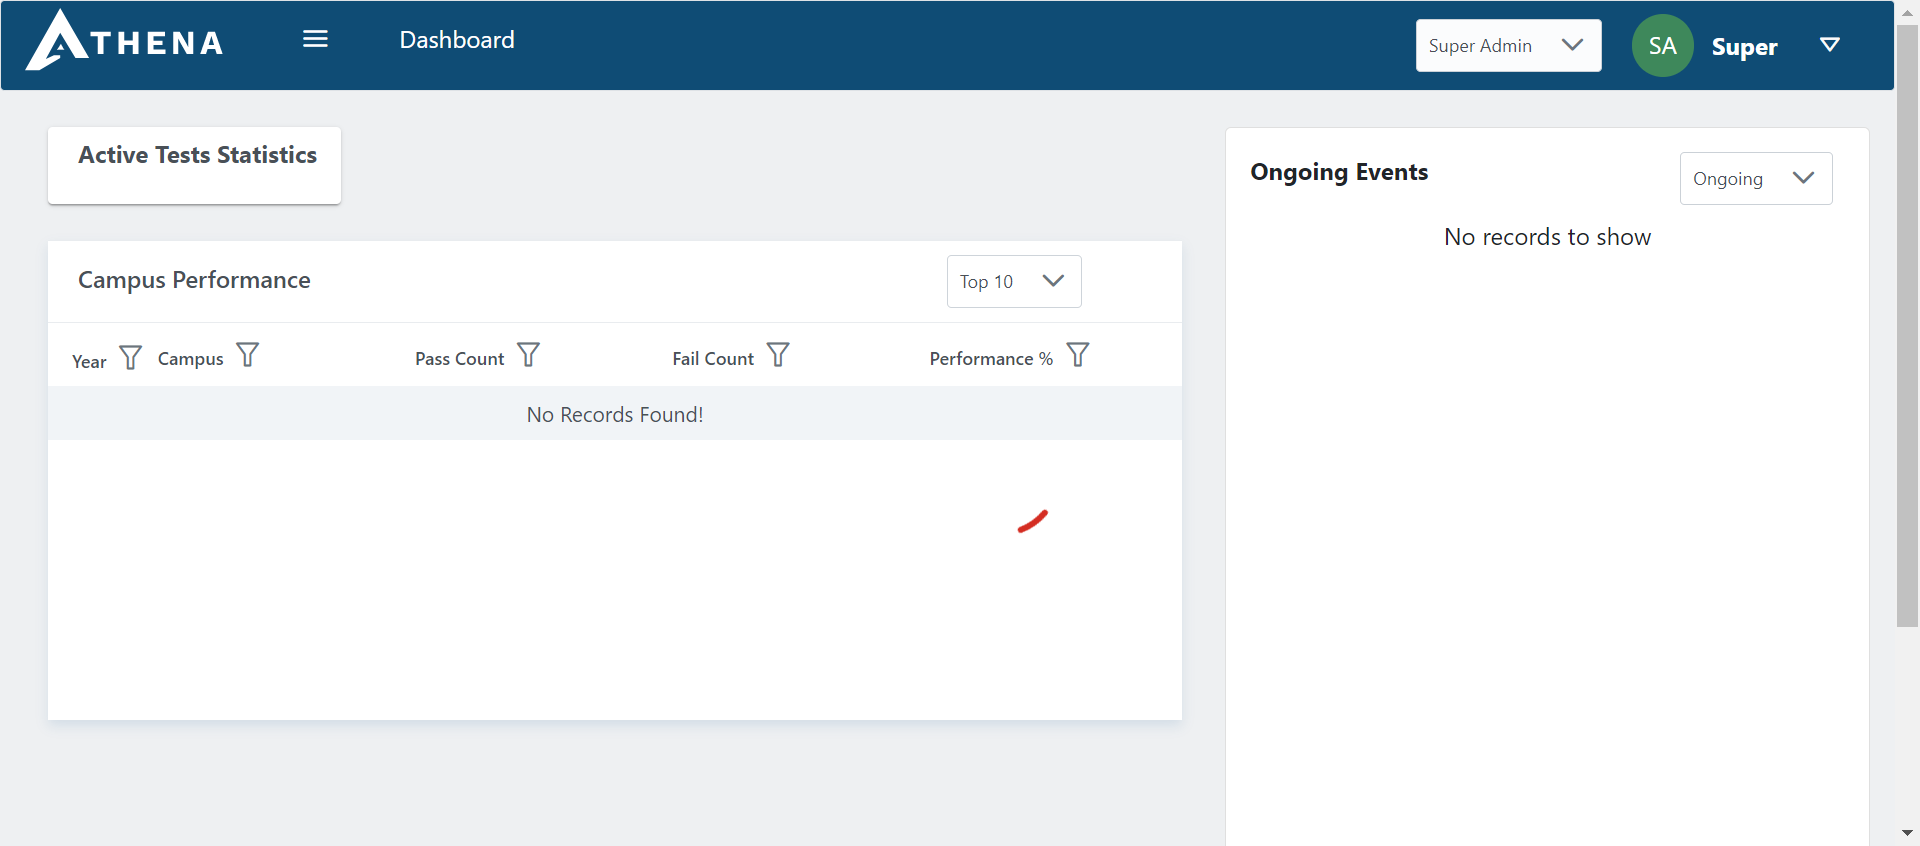 ATHENA
Dashboard
Super Admin
SA
Super
Active Tests Statistics
Campus Performance
Top 10
Year
Campus
Pass Count
Fail Count
Performance %
No Records Found!
Ongoing Events
Ongoing
No records to show